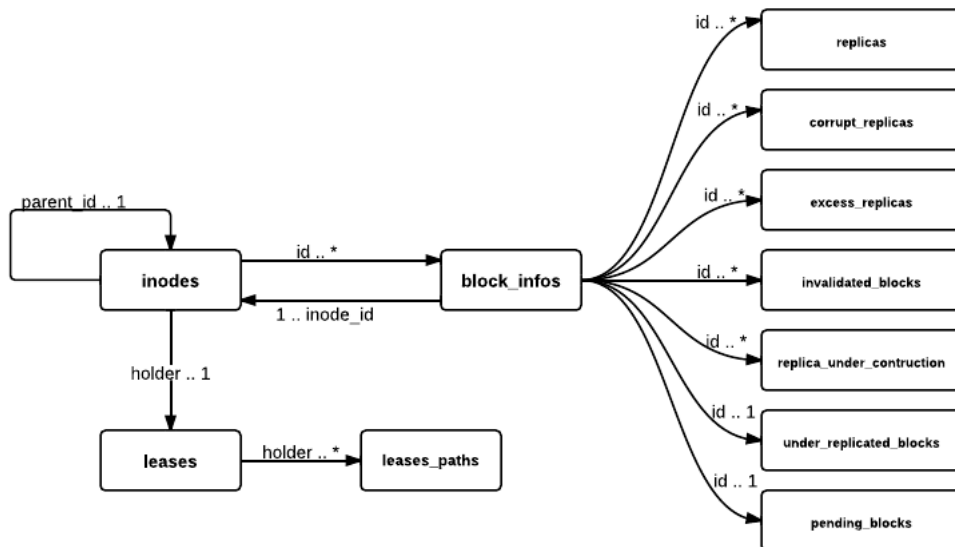 id .. *
replicas
id .. *
corrupt_replicas
id .. *
excess_replicas
parent_id .. 1
inodes
id .. *
block_infos
1 .. inode_id
id .. *
invalidated_blocks
id .. *
replica_under_contruction
holder .. 1
id .. 1
under_replicated_blocks
leases
holder .. *
leases_paths
id .. 1
pending_blocks